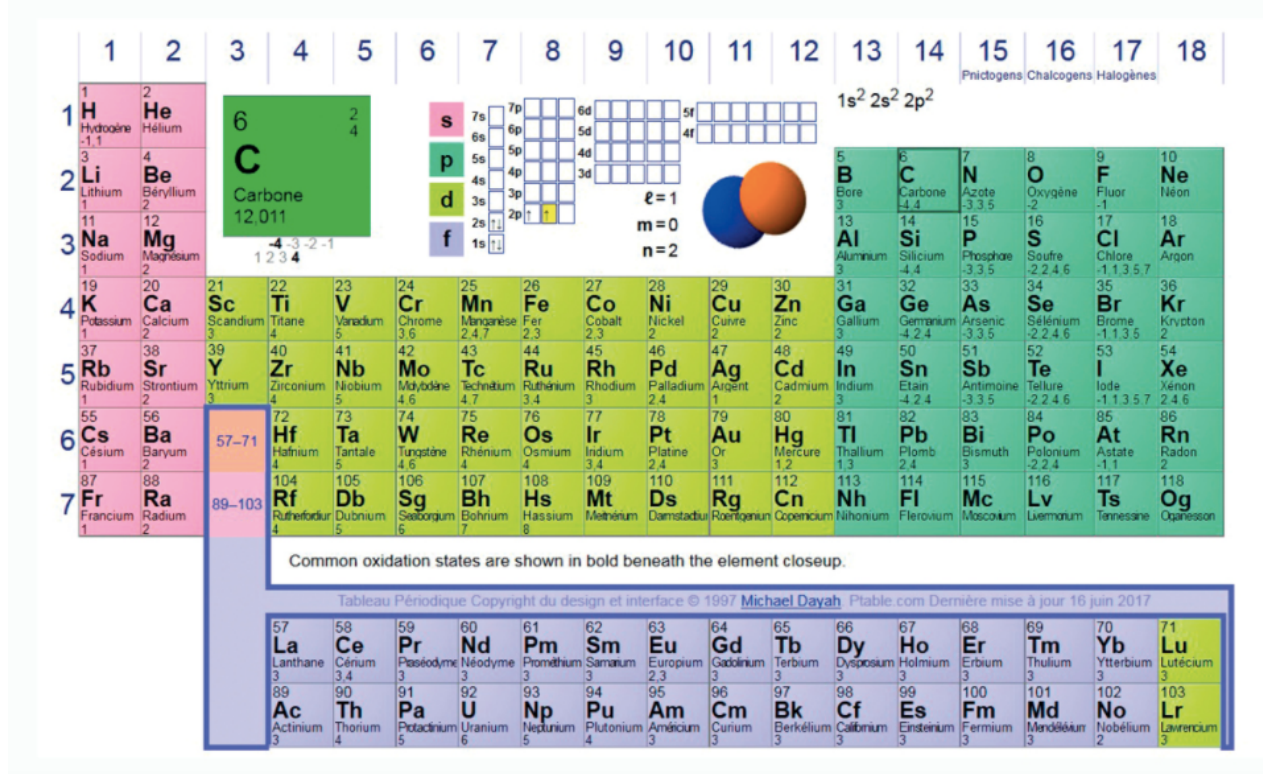 1 2 3 4 5 6 7 8 9 10 11 12 13 14 15 16 17 18
Pnictogens Chalcogens Halogènes
1 2
1 H He
Hydrogène Hélium
-1,1
6 2
4
C
Carbone
12,011
-4 -3 -2 -1
1 2 3 4
s
p
d
f
7s 7p 6d 5f
6s 6p 5d 4f
5s 5p 4d
4s 4p 3d
3s 3p
2s ↑↓ 2p ↑ ↑
1s ↑↓
ℓ = 1
m = 0
n = 2
1s² 2s² 2p²
3 4 5 6 7 8 9 10
2 Li Be B C N O F Ne
Lithium Béryllium Bore Carbone Azote Oxygène Fluor Néon
1 2 3 -4,4 -3,3,5 -2 -1
11 12 13 14 15 16 17 18
3 Na Mg Al Si P S Cl Ar
Sodium Magnésium Aluminium Silicium Phosphore Soufre Chlore Argon
1 2 3 -4,4 -3,3,5 -2,2,4,6 -1,1,3,5,7
19 20 21 22 23 24 25 26 27 28 29 30 31 32 33 34 35 36
4 K Ca Sc Ti V Cr Mn Fe Co Ni Cu Zn Ga Ge As Se Br Kr
Potassium Calcium Scandium Titane Vanadium Chrome Manganèse Fer Cobalt Nickel Cuivre Zinc Gallium Germanium Arsenic Sélénium Brome Krypton
1 2 3 4 5 3,6 2,4,7 2,3 2,3 2 2 2 3 -4,2,4 -3,3,5 -2,2,4,6 -1,1,3,5 2
37 38 39 40 41 42 43 44 45 46 47 48 49 50 51 52 53 54
5 Rb Sr Y Zr Nb Mo Tc Ru Rh Pd Ag Cd In Sn Sb Te I Xe
Rubidium Strontium Yttrium Zirconium Niobium Molybdène Technétium Ruthénium Rhodium Palladium Argent Cadmium Indium Etain Antimoine Tellure Iode Xénon
1 2 3 4 5 4,6 4,7 3,4 3 2,4 1 2 3 -4,2,4 -3,3,5 -2,2,4,6 -1,1,3,5,7 2,4,6
55 56 72 73 74 75 76 77 78 79 80 81 82 83 84 85 86
6 Cs Ba 57–71 Hf Ta W Re Os Ir Pt Au Hg Tl Pb Bi Po At Rn
Césium Baryum Hafnium Tantale Tungstène Rhénium Osmium Iridium Platine Or Mercure Thallium Plomb Bismuth Polonium Astate Radon
1 2 4 5 4,6 4 4 3,4 2,4 3 1,2 1,3 2,4 3 -2,2,4 -1,1 2
87 88 104 105 106 107 108 109 110 111 112 113 114 115 116 117 118
7 Fr Ra 89–103 Rf Db Sg Bh Hs Mt Ds Rg Cn Nh Fl Mc Lv Ts Og
Francium Radium Rutherfordiur Dubnium Seaborgium Bohrium Hassium Meitnérium Darmstadtiur Roentgeniun Copernicium Nihonium Flerovium Moscovium Livermorium Tennessine Oganesson
1 2 4 5 6 7 8
Common oxidation states are shown in bold beneath the element closeup.
Tableau Périodique Copyright du design et interface © 1997 Michael Dayah. Ptable.com Dernière mise à jour 16 juin 2017
57 58 59 60 61 62 63 64 65 66 67 68 69 70 71
La Ce Pr Nd Pm Sm Eu Gd Tb Dy Ho Er Tm Yb Lu
Lanthane Cérium Praséodyme Néodyme Prométhium Samarium Europium Gadolinium Terbium Dysprosium Holmium Erbium Thulium Ytterbium Lutécium
3 3,4 3 3 3 3 2,3 3 3 3 3 3 3 3 3
89 90 91 92 93 94 95 96 97 98 99 100 101 102 103
Ac Th Pa U Np Pu Am Cm Bk Cf Es Fm Md No Lr
Actinium Thorium Protactinium Uranium Neptunium Plutonium Américium Curium Berkélium Californium Einsteinium Fermium Mendélévium Nobélium Lawrencium
3 4 5 6 5 4 3 3 3 3 3 3 3 2 3